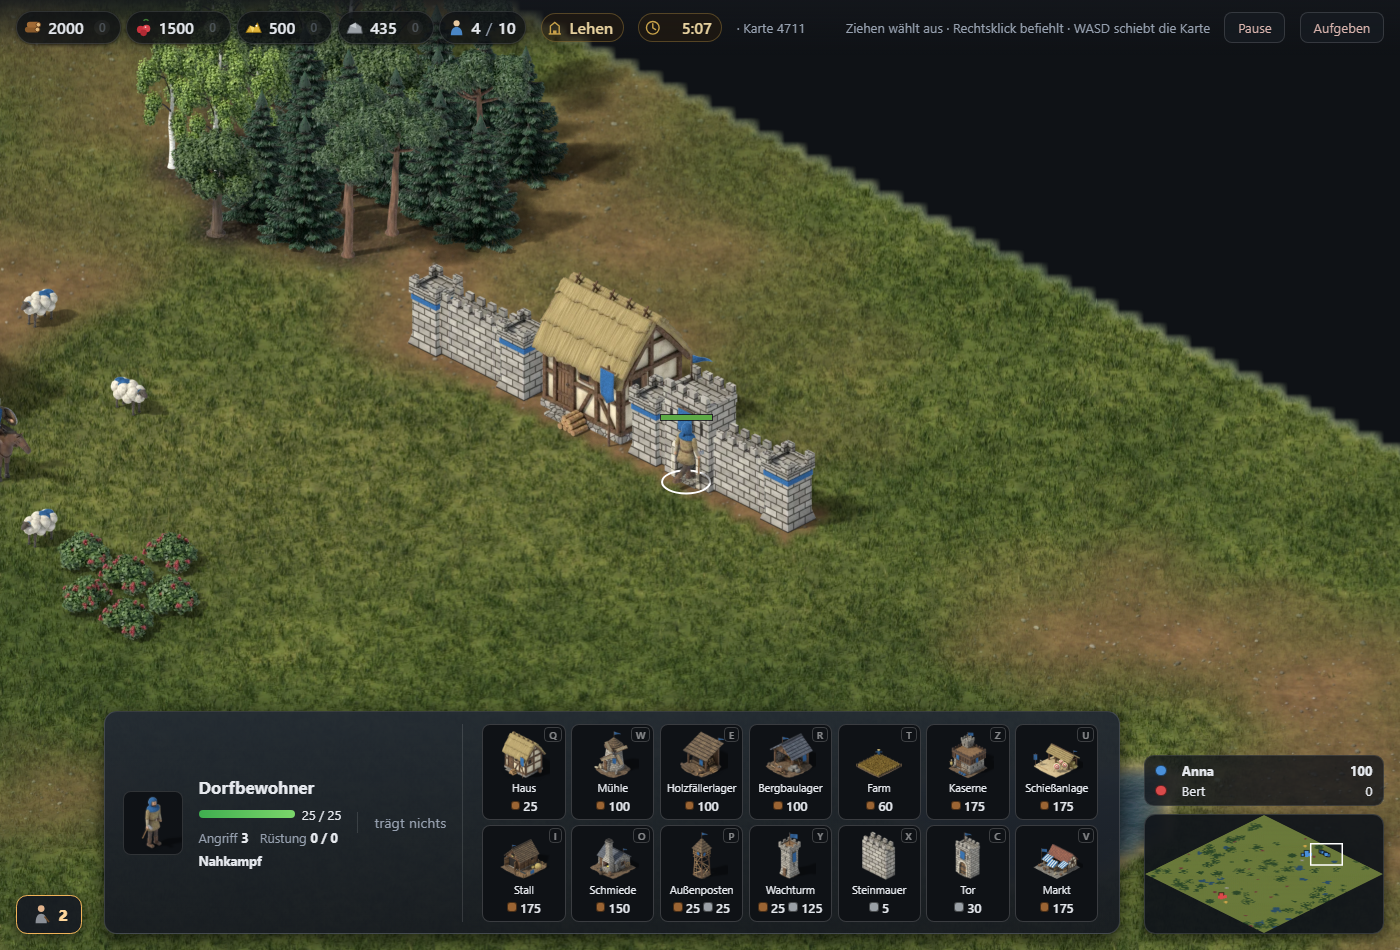 2000 0 1500 0 500 0 435 0 4 / 10 Lehen 5:07 · Karte 4711 Ziehen wählt aus · Rechtsklick befiehlt · WASD schiebt die Karte Pause Aufgeben
Dorfbewohner
25 / 25
Angriff 3 Rüstung 0 / 0
Nahkampf
trägt nichts
Q W E R T Z U
Haus Mühle Holzfällerlager Bergbaulager Farm Kaserne Schießanlage
25 100 100 100 60 175 175
I O P Y X C V
Stall Schmiede Außenposten Wachturm Steinmauer Tor Markt
175 150 25 25 25 125 5 30 175
Anna 100
Bert 0
2